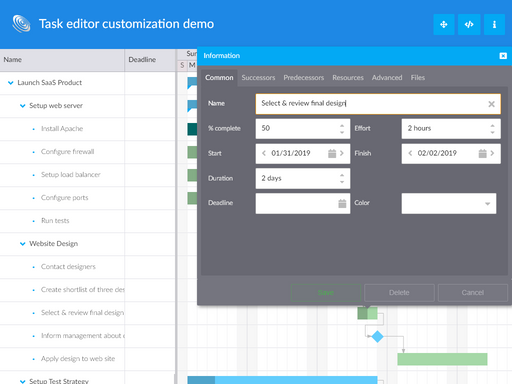 Task editor customization demo
Name
Deadline
Launch SaaS Product
Setup web server
Install Apache
Configure firewall
Setup load balancer
Configure ports
Run tests
Website Design
Contact designers
Create shortlist of three des
Select & review final design
Inform management about
Apply design to web site
Setup Test Strategy
S M
Information
Common Successors Predecessors Resources Advanced Files
Name Select & review final design
% complete 50 Effort 2 hours
Start 01/31/2019 Finish 02/02/2019
Duration 2 days
Deadline Color
Save Delete Cancel